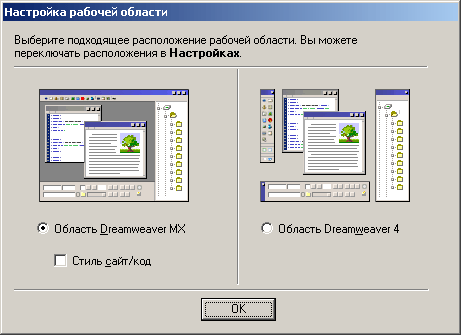 Настройка рабочей области
Выберите подходящее расположение рабочей области. Вы можете
переключать расположения в Настройках.
Область Dreamweaver MX
Область Dreamweaver 4
Стиль сайт/код
OK